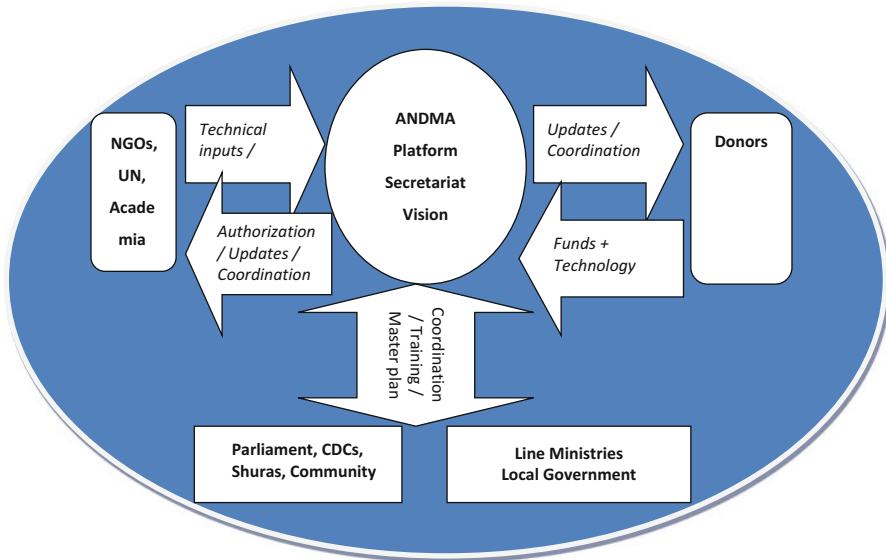 NGOs,
UN,
Acade
mia
Technical
inputs /
Authorization
/ Updates /
Coordination
ANDMA
Platform
Secretariat
Vision
Updates /
Coordination
Funds +
Technology
Donors
Coordination
/ Training /
Master plan
Parliament, CDCs,
Shuras, Community
Line Ministries
Local Government